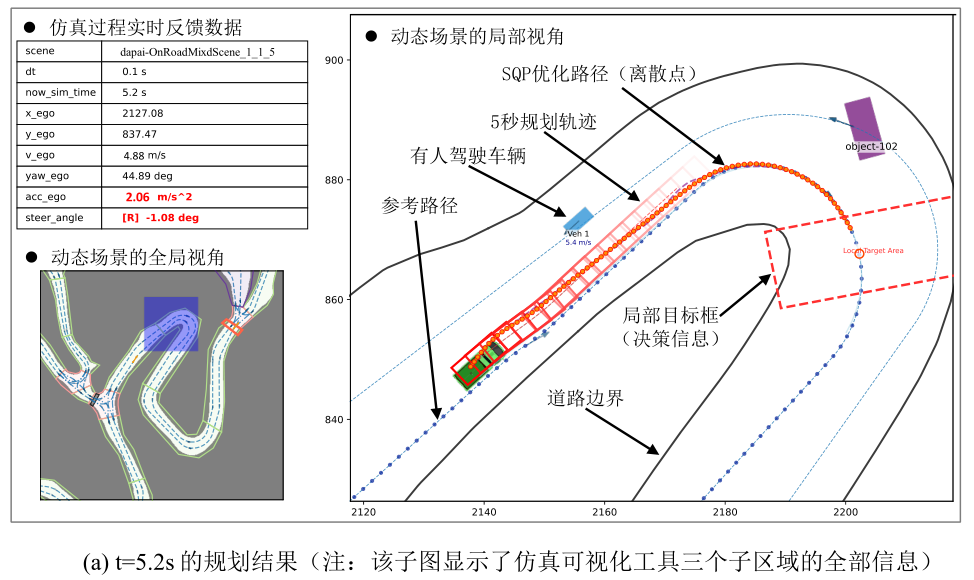 ● 仿真过程实时反馈数据
scene dapai-OnRoadMixdScene_1_1_5
dt 0.1 s
now_sim_time 5.2 s
x_ego 2127.08
y_ego 837.47
v_ego 4.88 m/s
yaw_ego 44.89 deg
acc_ego 2.06 m/s^2
steer_angle [R] -1.08 deg
● 动态场景的全局视角
● 动态场景的局部视角
SQP优化路径（离散点）
5秒规划轨迹
有人驾驶车辆
参考路径
object-102
Veh 1
5.4 m/s
Local Target Area
局部目标框
（决策信息）
道路边界
900
880
860
840
2120 2140 2160 2180 2200
(a) t=5.2s 的规划结果（注：该子图显示了仿真可视化工具三个子区域的全部信息）